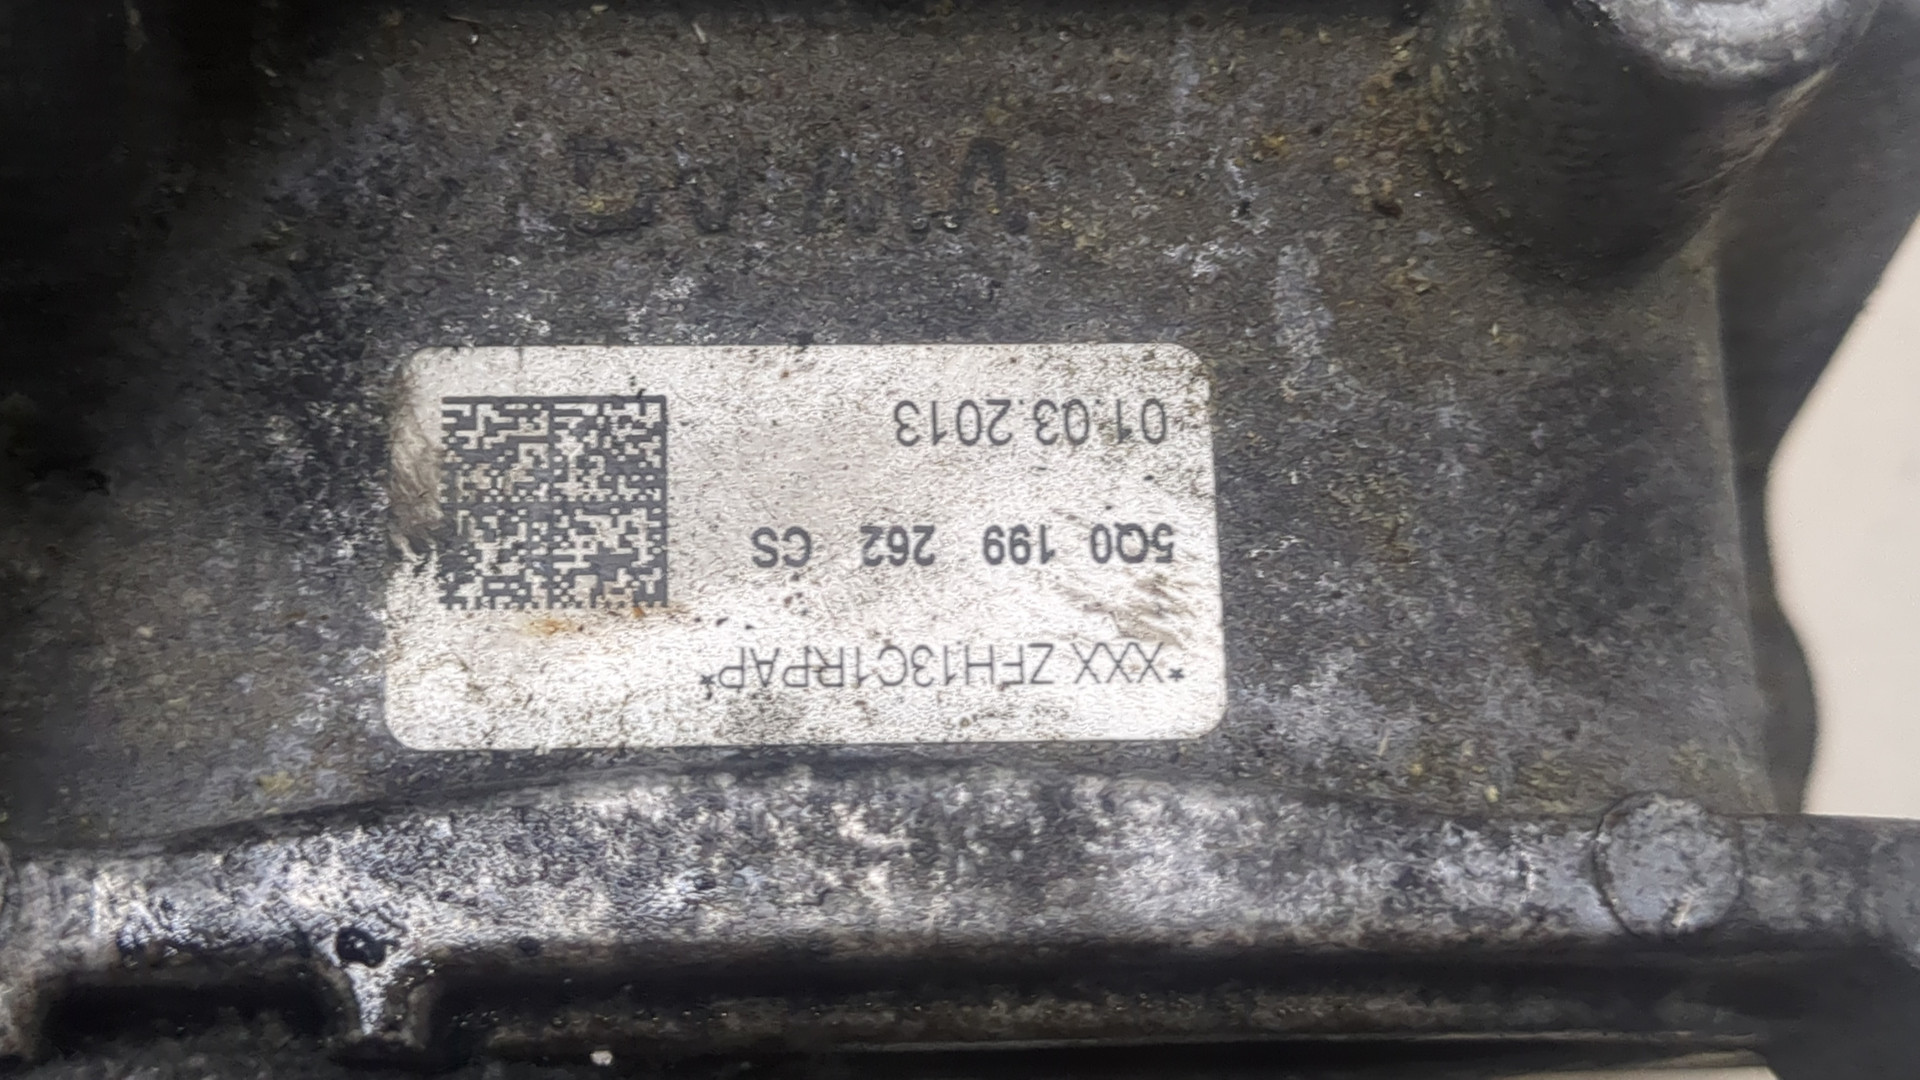 *XXX ZFH13C1RPAP*
5Q0 199 262 CS
01.03.2013